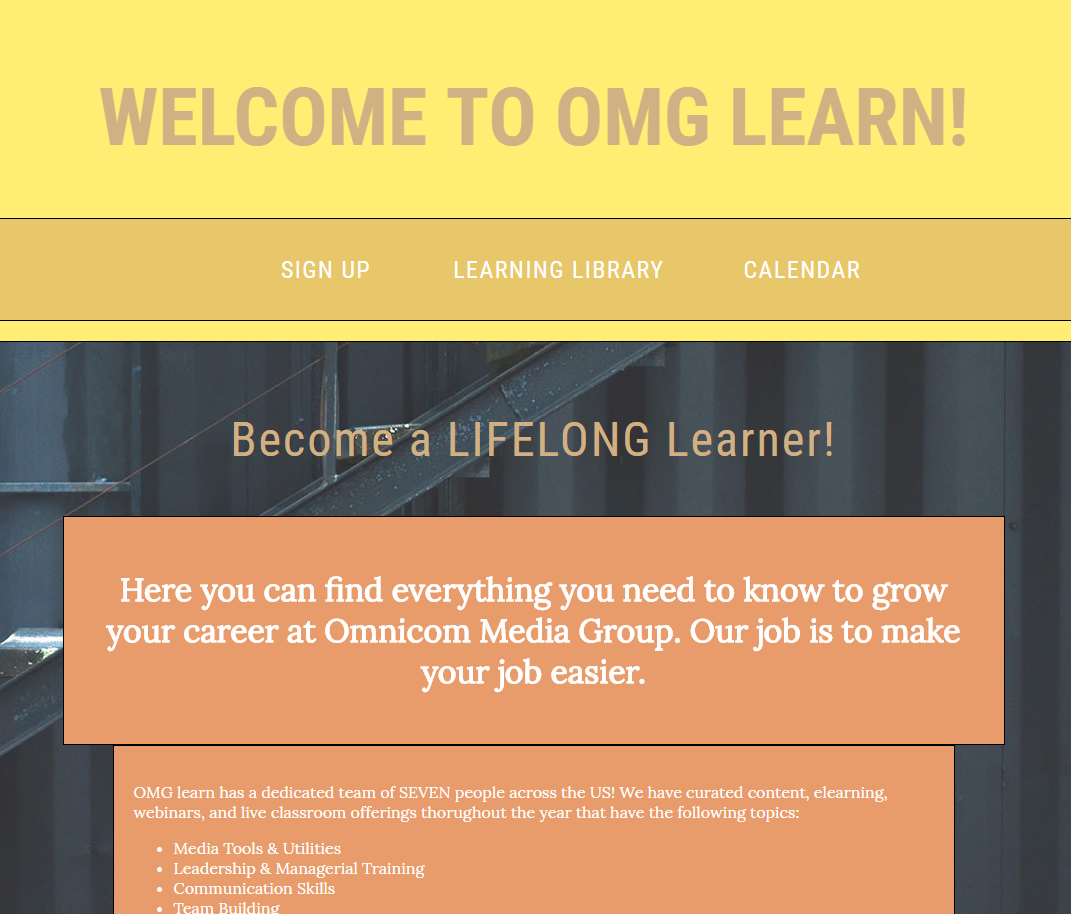 WELCOME TO OMG LEARN!
SIGN UP LEARNING LIBRARY CALENDAR
Become a LIFELONG Learner!
Here you can find everything you need to know to grow
your career at Omnicom Media Group. Our job is to make
your job easier.
OMG learn has a dedicated team of SEVEN people across the US! We have curated content, elearning,
webinars, and live classroom offerings thorughout the year that have the following topics:
• Media Tools & Utilities
• Leadership & Managerial Training
• Communication Skills
• Team Building